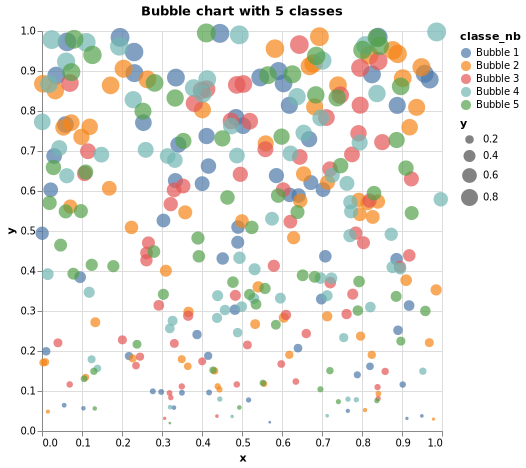 Bubble chart with 5 classes
1.0
0.9
0.8
0.7
0.6
0.5
0.4
0.3
0.2
0.1
0.0
y
0.0 0.1 0.2 0.3 0.4 0.5 0.6 0.7 0.8 0.9 1.0
x
classe_nb
Bubble 1
Bubble 2
Bubble 3
Bubble 4
Bubble 5
y
0.2
0.4
0.6
0.8